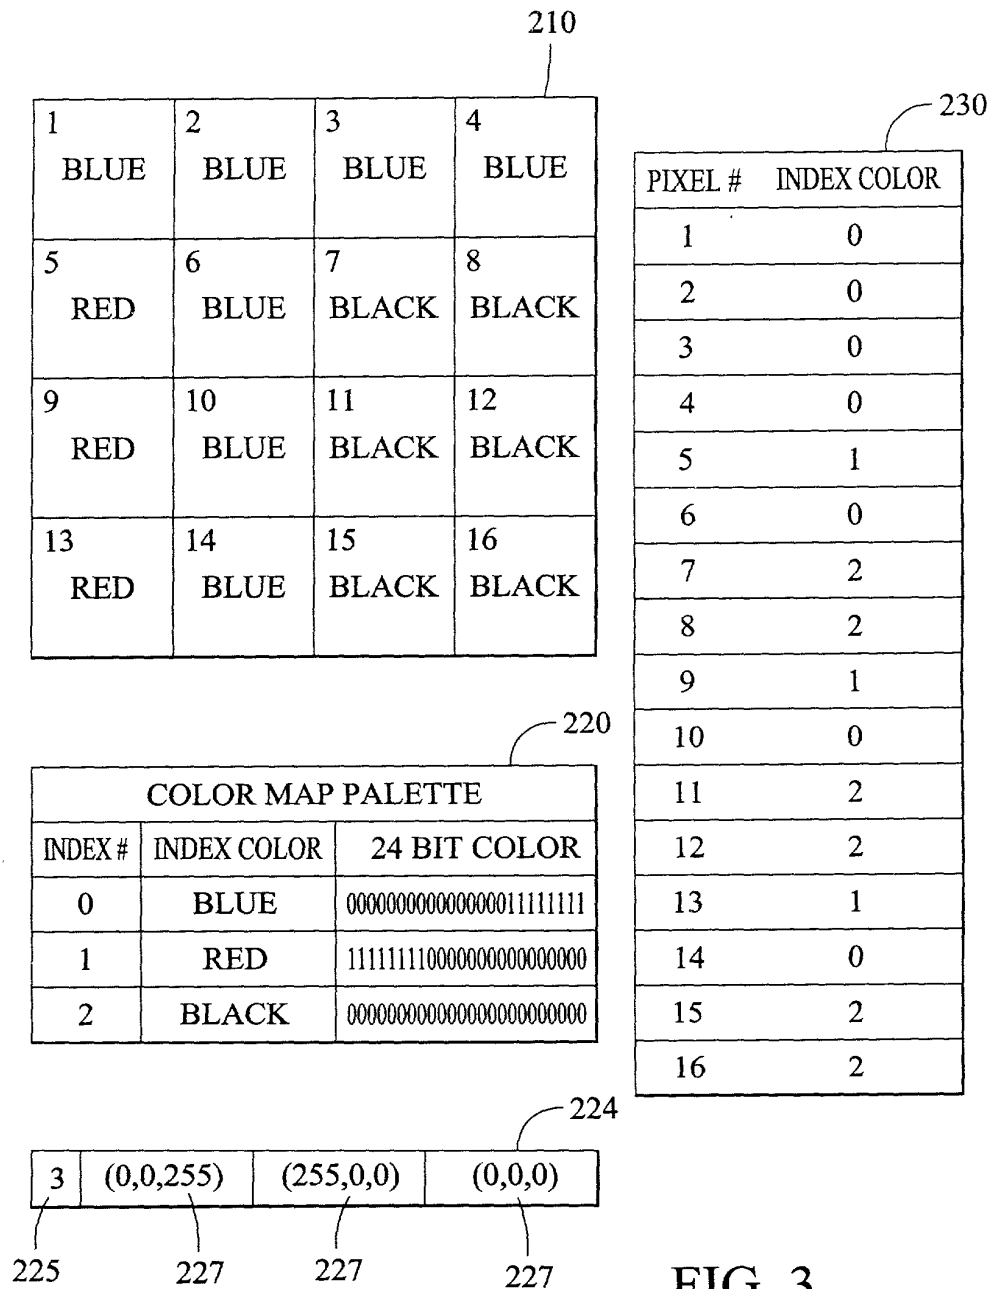 210
1 2 3 4
BLUE BLUE BLUE BLUE
5 6 7 8
RED BLUE BLACK BLACK
9 10 11 12
RED BLUE BLACK BLACK
13 14 15 16
RED BLUE BLACK BLACK
230
PIXEL # INDEX COLOR
1 0
2 0
3 0
4 0
5 1
6 0
7 2
8 2
9 1
10 0
11 2
12 2
13 1
14 0
15 2
16 2
220
COLOR MAP PALETTE
INDEX # INDEX COLOR 24 BIT COLOR
0 BLUE 000000000000000011111111
1 RED 111111110000000000000000
2 BLACK 000000000000000000000000
224
3 (0,0,255) (255,0,0) (0,0,0)
225 227 227 227
FIG. 3